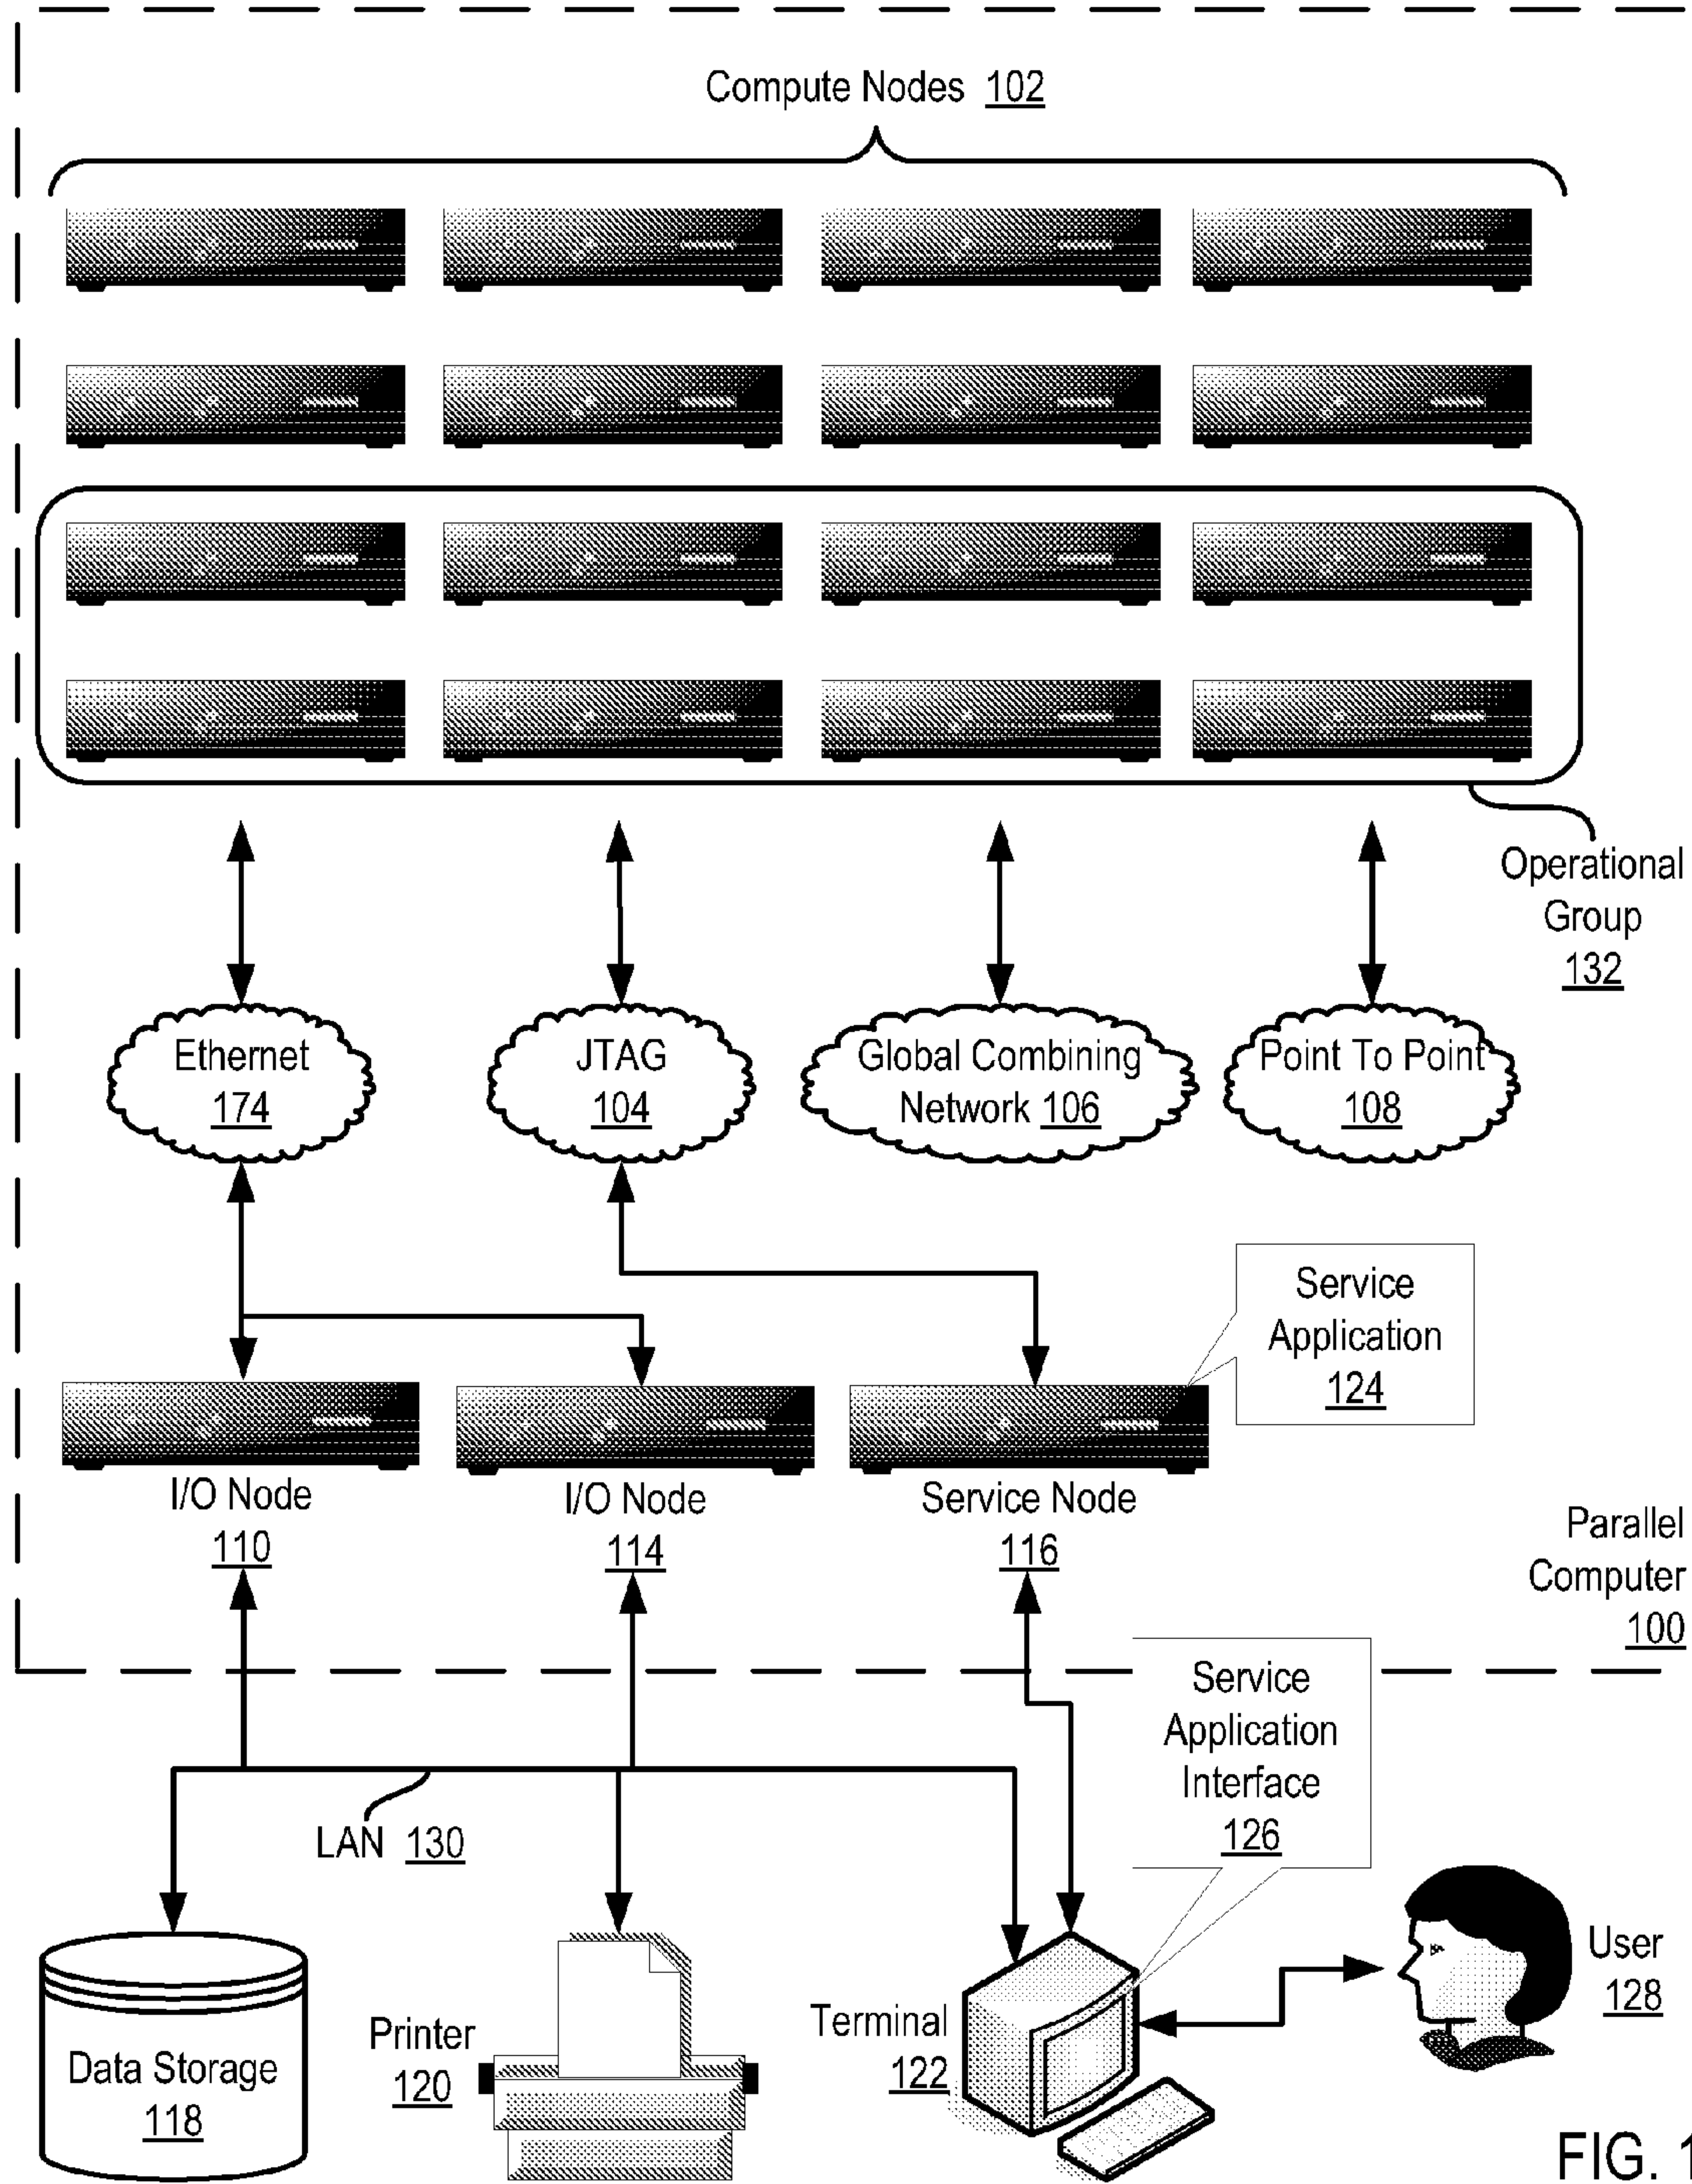 Compute Nodes 102
Operational
Group
132
Ethernet
174
JTAG
104
Global Combining
Network 106
Point To Point
108
Service
Application
124
I/O Node
110
I/O Node
114
Service Node
116
Parallel
Computer
100
Service
Application
Interface
126
LAN 130
Data Storage
118
Printer
120
Terminal
122
User
128
FIG. 1